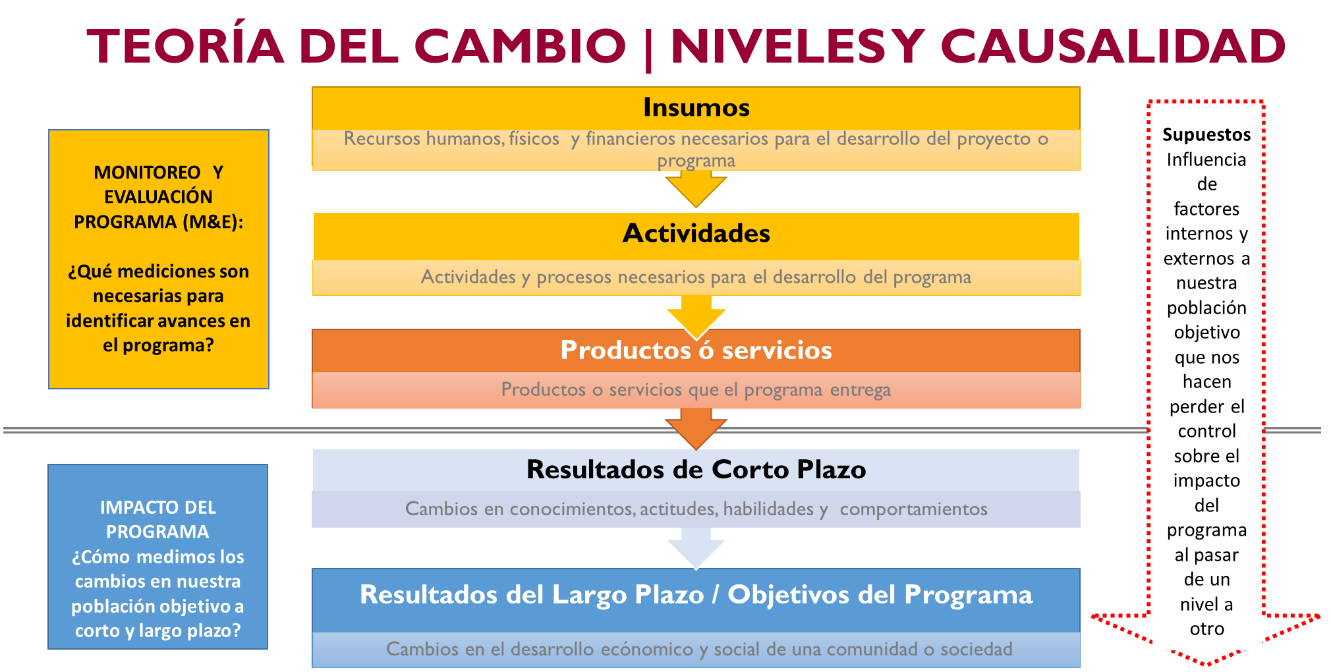 TEORÍA DEL CAMBIO | NIVELES Y CAUSALIDAD
MONITOREO Y
EVALUACIÓN
PROGRAMA (M&E):
¿Qué mediciones son
necesarias para
identificar avances en
el programa?
Insumos
Recursos humanos, físicos y financieros necesarios para el desarrollo del proyecto o
programa
Actividades
Actividades y procesos necesarios para el desarrollo del programa
Productos ó servicios
Productos o servicios que el programa entrega
IMPACTO DEL
PROGRAMA
¿Cómo medimos los
cambios en nuestra
población objetivo a
corto y largo plazo?
Resultados de Corto Plazo
Cambios en conocimientos, actitudes, habilidades y comportamientos
Resultados del Largo Plazo / Objetivos del Programa
Cambios en el desarrollo ecónomico y social de una comunidad o sociedad
Supuestos
Influencia
de
factores
internos y
externos a
nuestra
población
objetivo
que nos
hacen
perder el
control
sobre el
impacto
del
programa
al pasar
de un
nivel a
otro